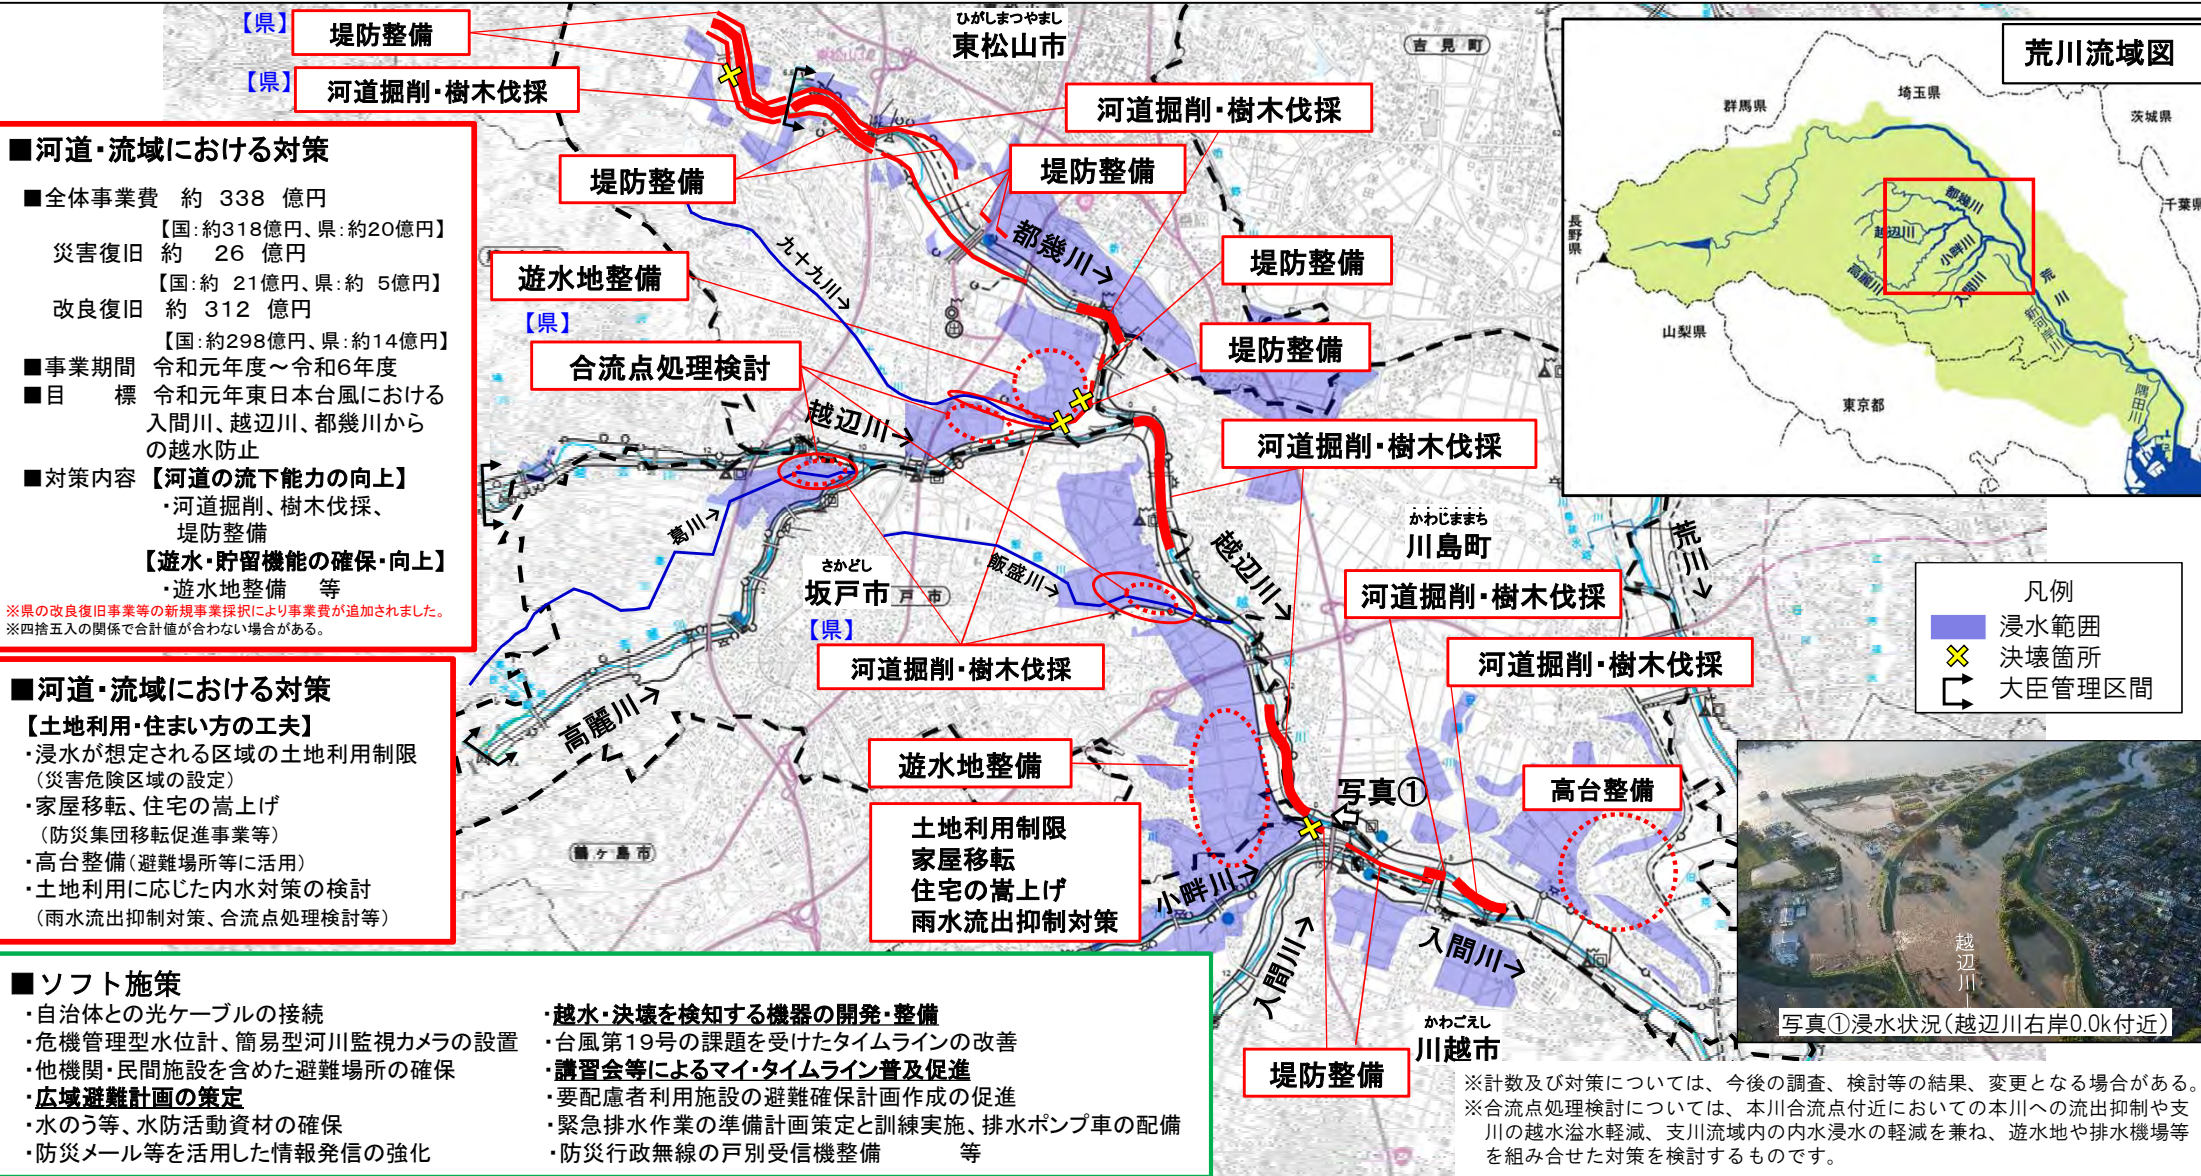 【県】
堤防整備
【県】
河道掘削・樹木伐採
ひがしまつやまし
東松山市
吉見町
荒川流域図
群馬県
埼玉県
茨城県
千葉県
長野県
山梨県
東京都
都幾川
越辺川
小畔川
高麗川
入間川
荒川
新河岸川
隅田川
■河道・流域における対策
■全体事業費 約 338 億円
【国:約318億円、県:約20億円】
災害復旧 約 26 億円
【国:約 21億円、県:約 5億円】
改良復旧 約 312 億円
【国:約298億円、県:約14億円】
■事業期間 令和元年度～令和6年度
■目 標 令和元年東日本台風における
入間川、越辺川、都幾川から
の越水防止
■対策内容 【河道の流下能力の向上】
・河道掘削、樹木伐採、
堤防整備
【遊水・貯留機能の確保・向上】
・遊水地整備 等
※県の改良復旧事業等の新規事業採択により事業費が追加されました。
※四捨五入の関係で合計値が合わない場合がある。
河道掘削・樹木伐採
堤防整備
堤防整備
都幾川→
九十九川→
遊水地整備
【県】
合流点処理検討
堤防整備
堤防整備
越辺川→
河道掘削・樹木伐採
葛川→
さかどし
坂戸市
戸市
【県】
飯盛川→
河道掘削・樹木伐採
越辺川→
かわじままち
川島町
荒川→
河道掘削・樹木伐採
河道掘削・樹木伐採
凡例
浸水範囲
決壊箇所
大臣管理区間
■河道・流域における対策
【土地利用・住まい方の工夫】
・浸水が想定される区域の土地利用制限
(災害危険区域の設定)
・家屋移転、住宅の嵩上げ
(防災集団移転促進事業等)
・高台整備(避難場所等に活用)
・土地利用に応じた内水対策の検討
(雨水流出抑制対策、合流点処理検討等)
高麗川→
鶴ヶ島市
遊水地整備
土地利用制限
家屋移転
住宅の嵩上げ
雨水流出抑制対策
写真①
高台整備
小畔川→
入間川→
入間川→
かわごえし
川越市
堤防整備
越辺川
写真①浸水状況(越辺川右岸0.0k付近)
■ソフト施策
・自治体との光ケーブルの接続
・危機管理型水位計、簡易型河川監視カメラの設置
・他機関・民間施設を含めた避難場所の確保
・広域避難計画の策定
・水のう等、水防活動資材の確保
・防災メール等を活用した情報発信の強化
・越水・決壊を検知する機器の開発・整備
・台風第19号の課題を受けたタイムラインの改善
・講習会等によるマイ・タイムライン普及促進
・要配慮者利用施設の避難確保計画作成の促進
・緊急排水作業の準備計画策定と訓練実施、排水ポンプ車の配備
・防災行政無線の戸別受信機整備 等
※計数及び対策については、今後の調査、検討等の結果、変更となる場合がある。
※合流点処理検討については、本川合流点付近においての本川への流出抑制や支
川の越水溢水軽減、支川流域内の内水浸水の軽減を兼ね、遊水地や排水機場等
を組み合せた対策を検討するものです。